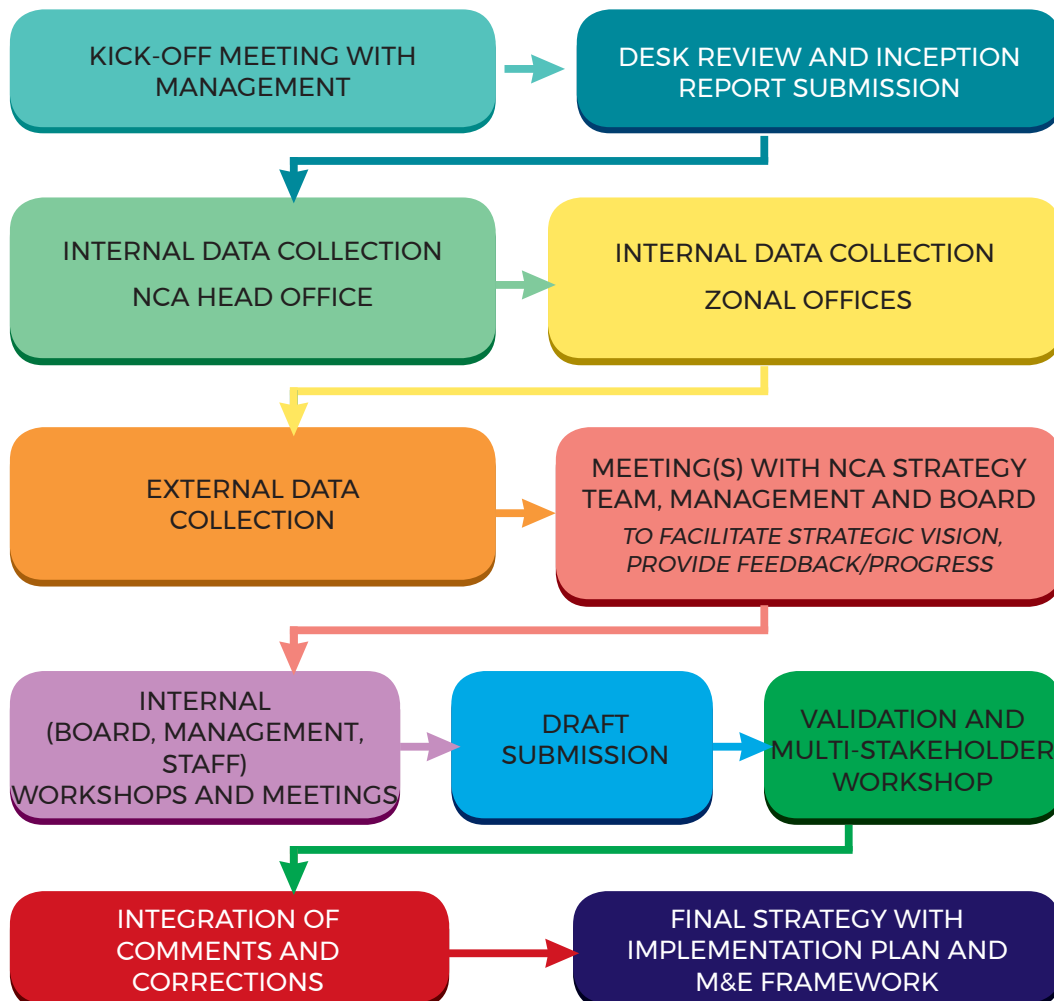 KICK-OFF MEETING WITH
MANAGEMENT
DESK REVIEW AND INCEPTION
REPORT SUBMISSION
INTERNAL DATA COLLECTION
NCA HEAD OFFICE
INTERNAL DATA COLLECTION
ZONAL OFFICES
EXTERNAL DATA
COLLECTION
MEETING(S) WITH NCA STRATEGY
TEAM, MANAGEMENT AND BOARD
TO FACILITATE STRATEGIC VISION,
PROVIDE FEEDBACK/PROGRESS
INTERNAL
(BOARD, MANAGEMENT,
STAFF)
WORKSHOPS AND MEETINGS
DRAFT
SUBMISSION
VALIDATION AND
MULTI-STAKEHOLDER
WORKSHOP
INTEGRATION OF
COMMENTS AND
CORRECTIONS
FINAL STRATEGY WITH
IMPLEMENTATION PLAN AND
M&E FRAMEWORK